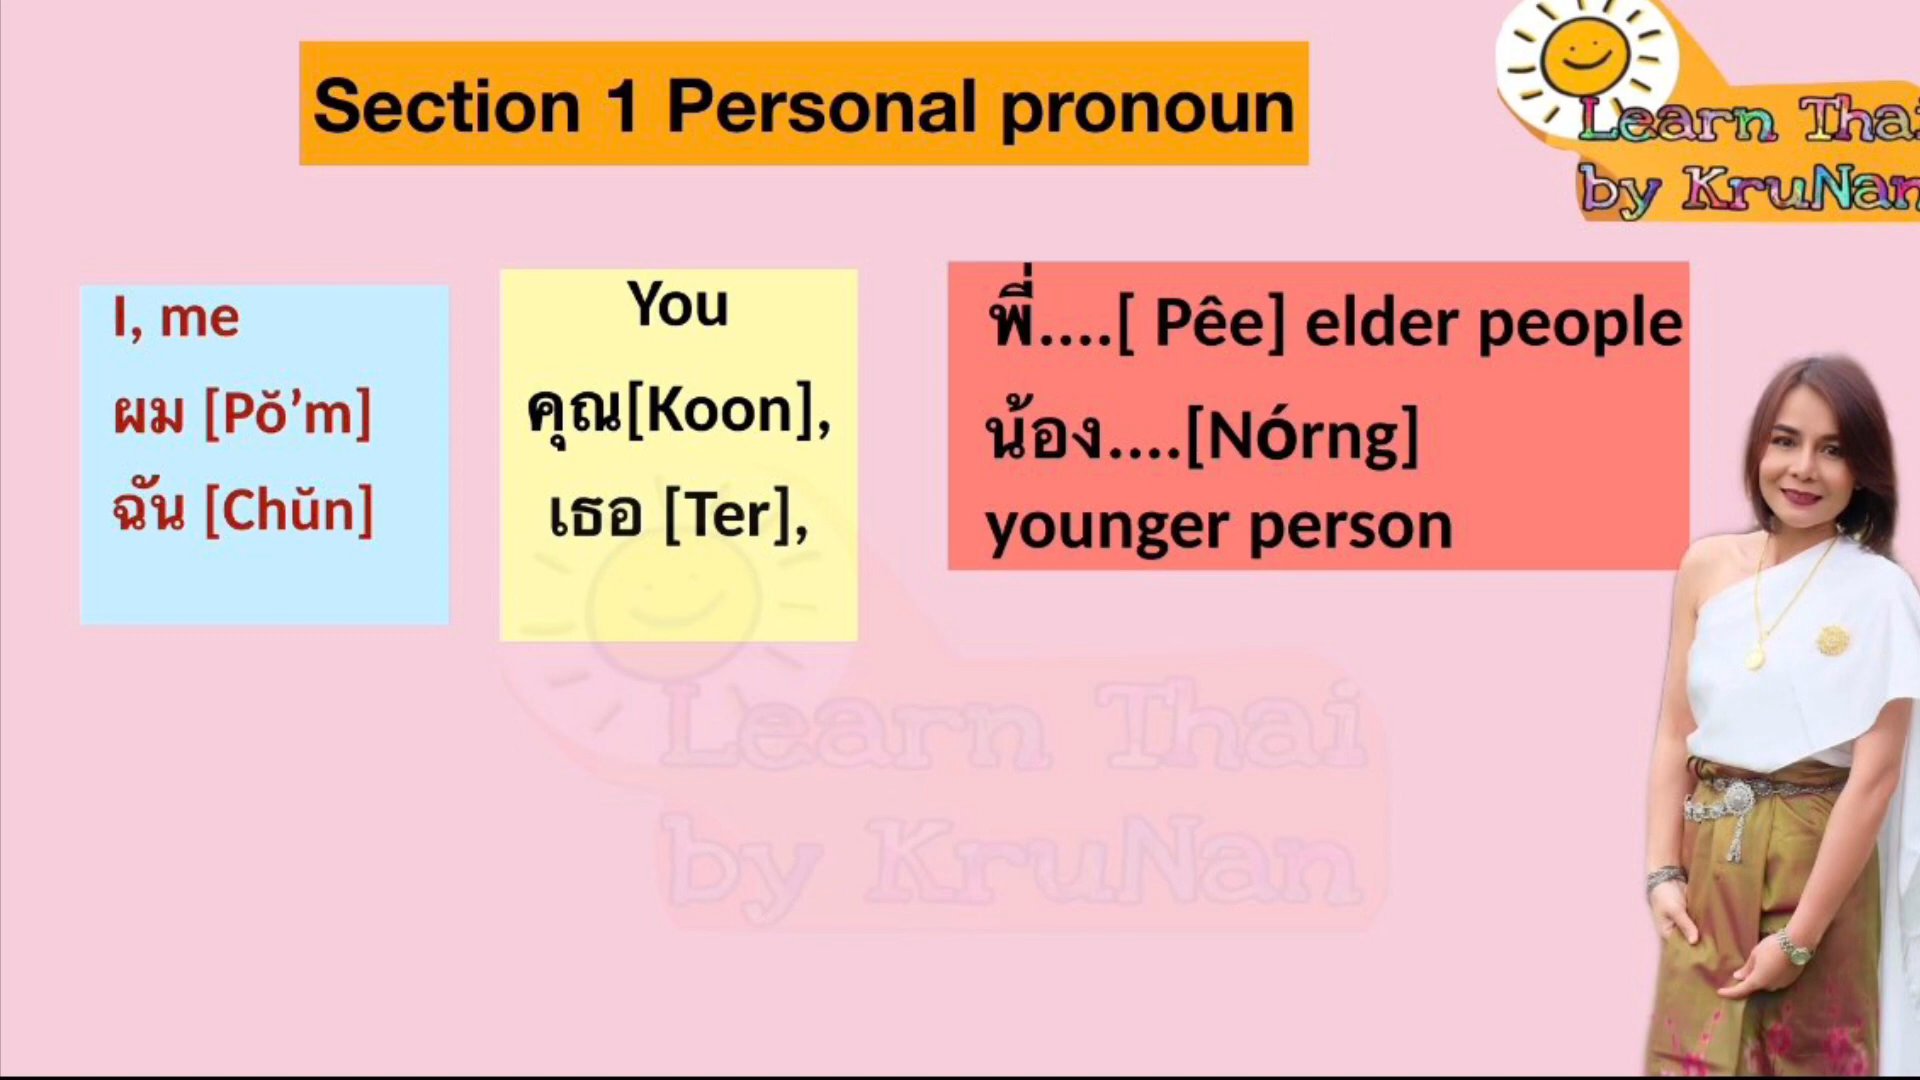 Section 1 Personal pronoun
Learn Thai
by KruNan
I, me
ผม [Pŏ’m]
ฉัน [Chŭn]
You
คุณ[Koon],
เธอ [Ter],
พี่....[ Pêe] elder people
น้อง....[Nórng]
younger person
Learn Thai
by KruNan